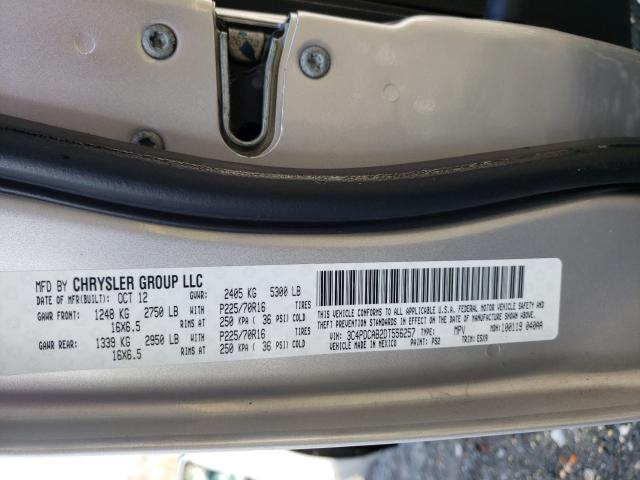 MFD BY CHRYSLER GROUP LLC
DATE OF MFR(BUILT): OCT 12 GVWR: 2405 KG 5300 LB
GAWR FRONT: 1248 KG 2750 LB WITH P225/70R16 TIRES
16X6.5 RIMS AT 250 KPA ( 36 PSI) COLD
GAWR REAR: 1339 KG 2950 LB WITH P225/70R16 TIRES
16X6.5 RIMS AT 250 KPA ( 36 PSI) COLD
THIS VEHICLE CONFORMS TO ALL APPLICABLE U.S.A. FEDERAL MOTOR VEHICLE SAFETY,
BUMPER, AND THEFT PREVENTION STANDARDS IN EFFECT ON THE DATE OF MANUFACTURE SHOWN ABOVE.
VIN: 3C4PDCAB2DT556257 TYPE: MPV MDH: 100119 040AA
VEHICLE MADE IN MEXICO PAINT: PS2 TRIM: E5X9